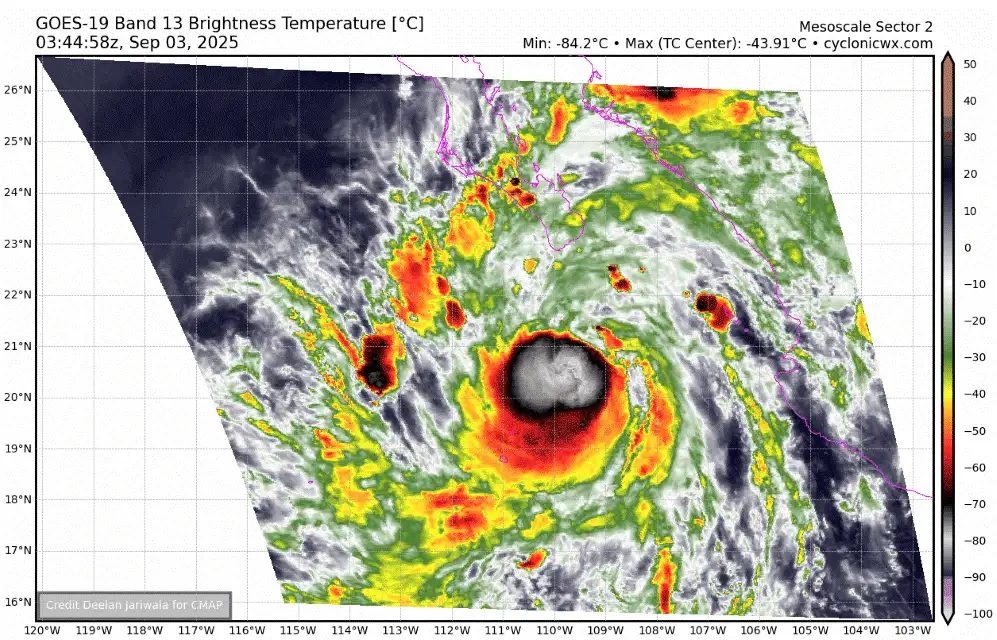 GOES-19 Band 13 Brightness Temperature [°C]
03:44:58z, Sep 03, 2025
Mesoscale Sector 2
Min: -84.2°C • Max (TC Center): -43.91°C • cyclonicwx.com
26°N
25°N
24°N
23°N
22°N
21°N
20°N
19°N
18°N
17°N
16°N
120°W 119°W 118°W 117°W 116°W 115°W 114°W 113°W 112°W 111°W 110°W 109°W 108°W 107°W 106°W 105°W 104°W 103°W
50
40
30
20
10
0
−10
−20
−30
−40
−50
−60
−70
−80
−90
−100
Credit Deelan Jariwala for CMAP